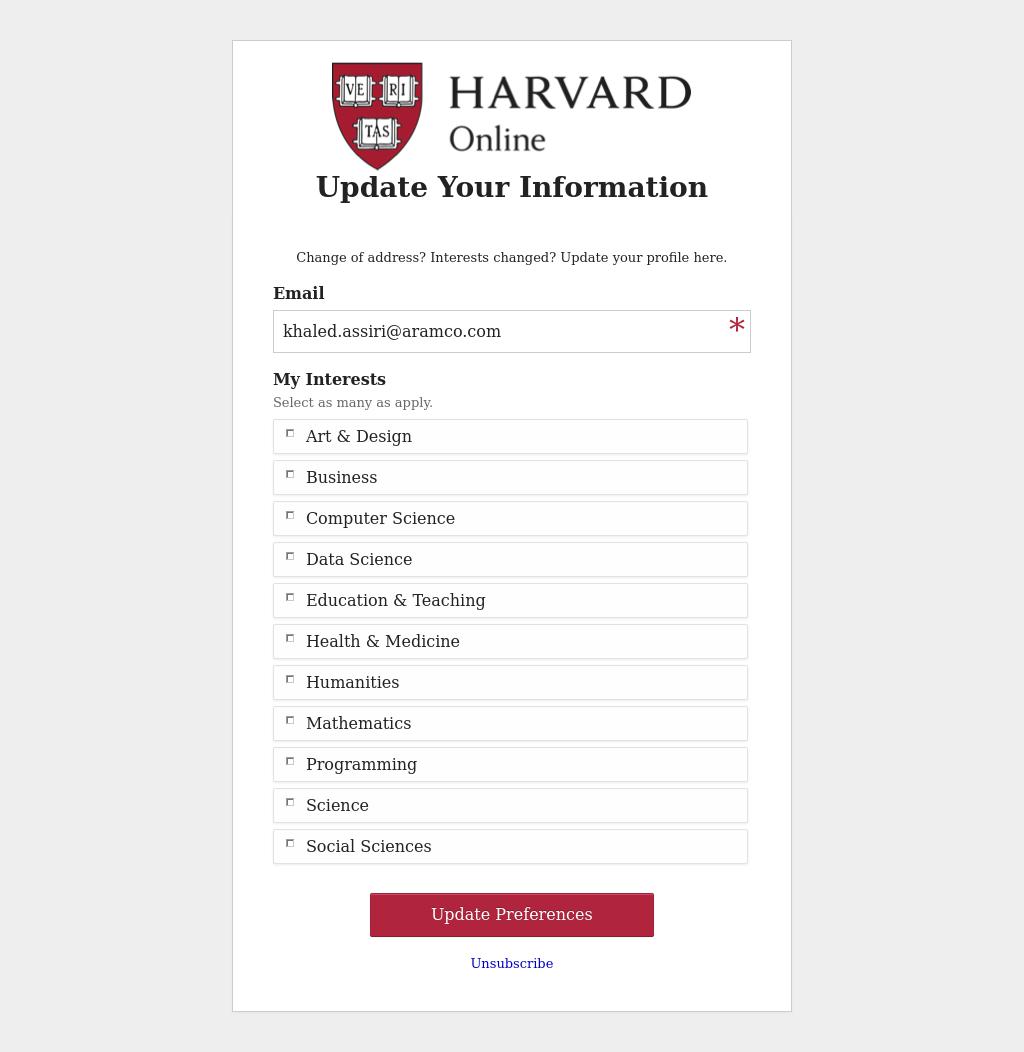 VE RI
TAS
HARVARD
Online
Update Your Information
Change of address? Interests changed? Update your profile here.
Email
khaled.assiri@aramco.com *
My Interests
Select as many as apply.
Art & Design
Business
Computer Science
Data Science
Education & Teaching
Health & Medicine
Humanities
Mathematics
Programming
Science
Social Sciences
Update Preferences
Unsubscribe